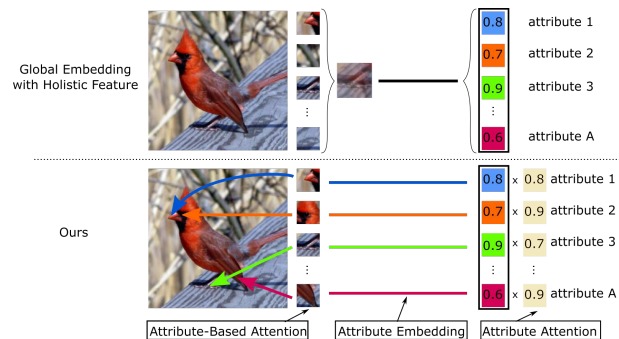 0.8 attribute 1
Global Embedding
with Holistic Feature
0.7 attribute 2
0.9 attribute 3
⋮ ⋮
0.6 attribute A
Ours
0.8 x 0.8 attribute 1
0.7 x 0.9 attribute 2
0.9 x 0.7 attribute 3
⋮ ⋮ ⋮
0.6 x 0.9 attribute A
Attribute-Based Attention
Attribute Embedding
Attribute Attention